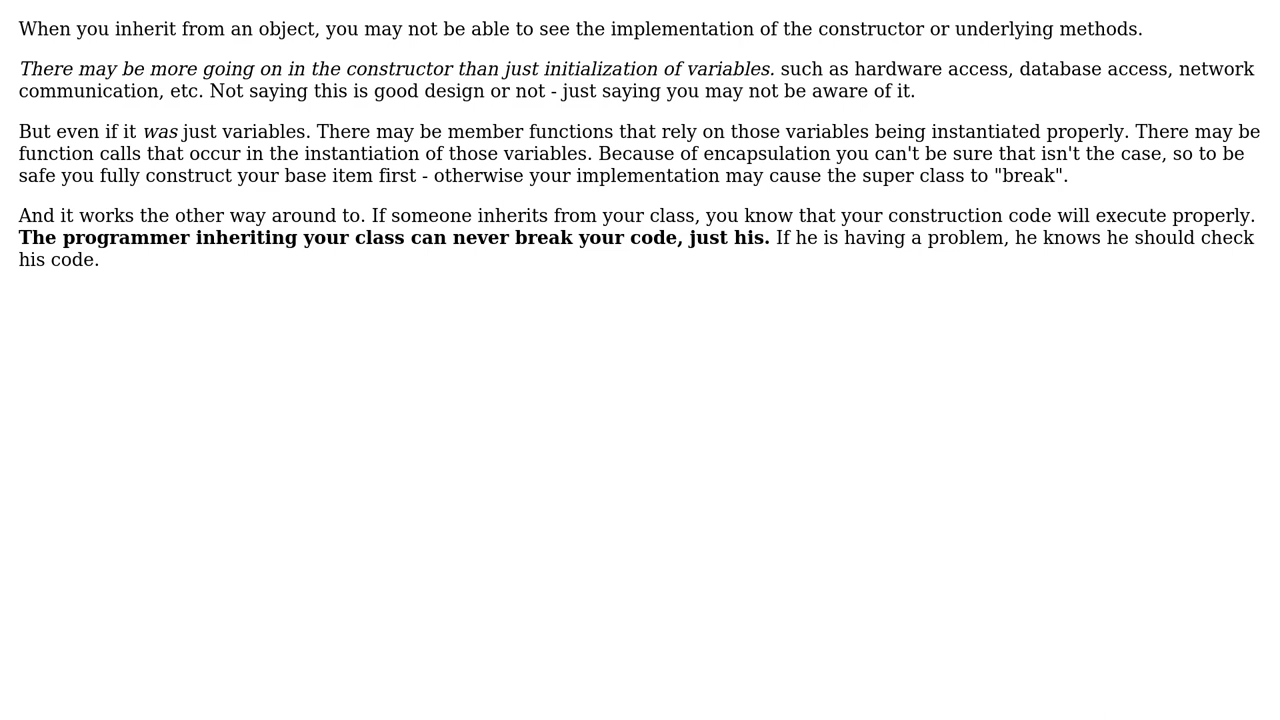 When you inherit from an object, you may not be able to see the implementation of the constructor or underlying methods.
There may be more going on in the constructor than just initialization of variables. such as hardware access, database access, network
communication, etc. Not saying this is good design or not - just saying you may not be aware of it.
But even if it was just variables. There may be member functions that rely on those variables being instantiated properly. There may be
function calls that occur in the instantiation of those variables. Because of encapsulation you can't be sure that isn't the case, so to be
safe you fully construct your base item first - otherwise your implementation may cause the super class to "break".
And it works the other way around to. If someone inherits from your class, you know that your construction code will execute properly.
The programmer inheriting your class can never break your code, just his. If he is having a problem, he knows he should check
his code.